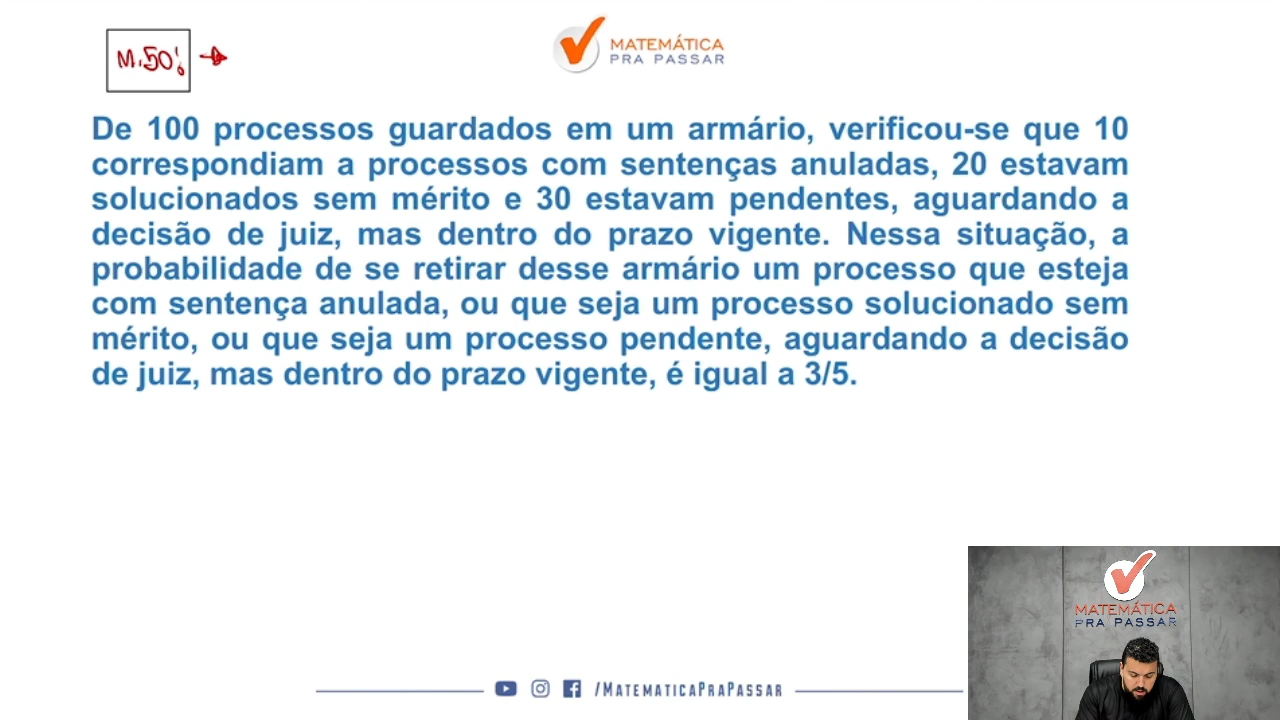 M.50%
MATEMÁTICA
PRA PASSAR
De 100 processos guardados em um armário, verificou-se que 10
correspondiam a processos com sentenças anuladas, 20 estavam
solucionados sem mérito e 30 estavam pendentes, aguardando a
decisão de juiz, mas dentro do prazo vigente. Nessa situação, a
probabilidade de se retirar desse armário um processo que esteja
com sentença anulada, ou que seja um processo solucionado sem
mérito, ou que seja um processo pendente, aguardando a decisão
de juiz, mas dentro do prazo vigente, é igual a 3/5.
MATEMÁTICA
PRA PASSAR
/MATEMATICAPRAPASSAR